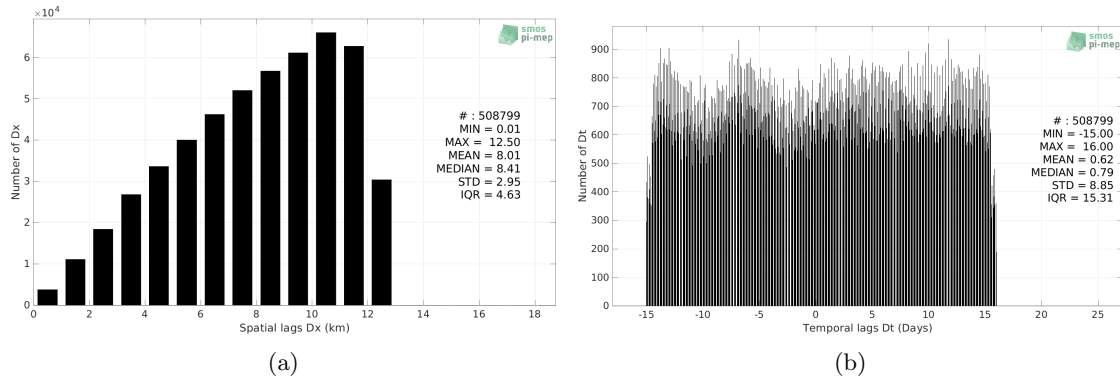 ×10⁴
smos
pi-mep
6
5
4
3
2
1
0
Number of Dx
# : 508799
MIN = 0.01
MAX = 12.50
MEAN = 8.01
MEDIAN = 8.41
STD = 2.95
IQR = 4.63
0 2 4 6 8 10 12 14 16 18
Spatial lags Dx (km)
(a)
smos
pi-mep
900
800
700
600
500
400
300
200
100
0
Number of Dt
# : 508799
MIN = -15.00
MAX = 16.00
MEAN = 0.62
MEDIAN = 0.79
STD = 8.85
IQR = 15.31
-15 -10 -5 0 5 10 15 20 25
Temporal lags Dt (Days)
(b)